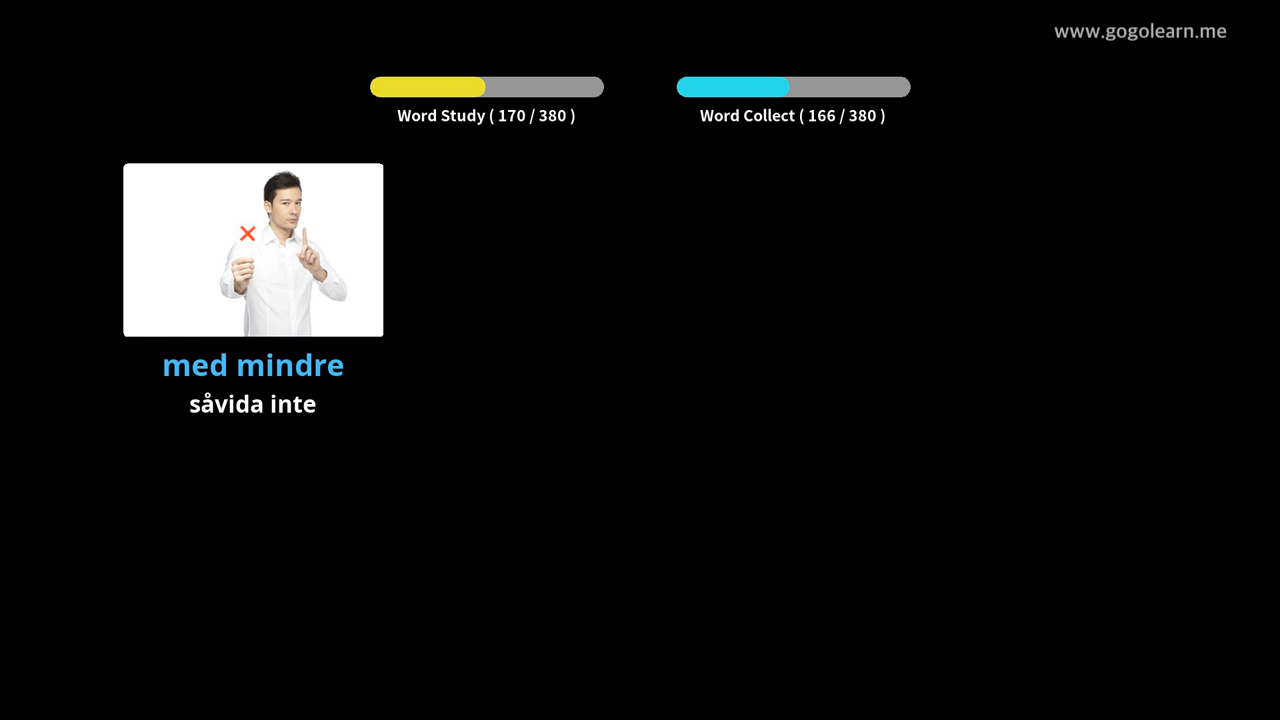 www.gogolearn.me
Word Study ( 170 / 380 )
Word Collect ( 166 / 380 )
med mindre
såvida inte